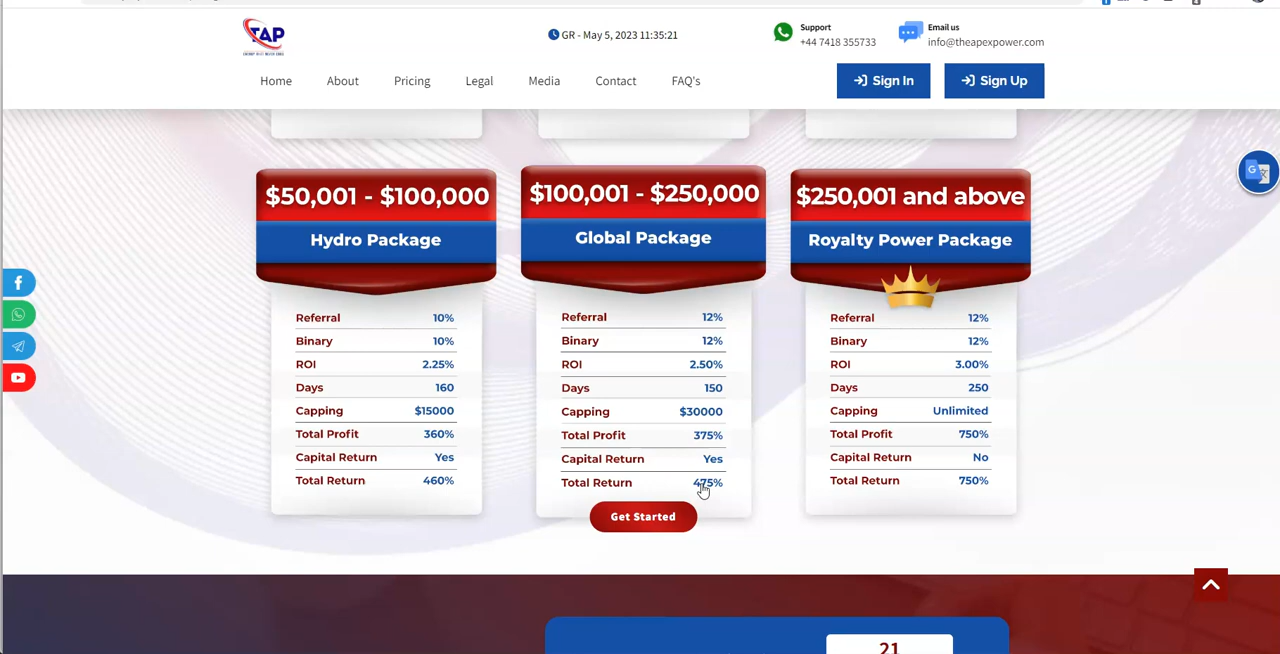 TAP
GR - May 5, 2023 11:35:21
Support
+44 7418 355733
Email us
info@theapexpower.com
Home About Pricing Legal Media Contact FAQ's
Sign In
Sign Up
$50,001 - $100,000
Hydro Package
Referral 10%
Binary 10%
ROI 2.25%
Days 160
Capping $15000
Total Profit 360%
Capital Return Yes
Total Return 460%
$100,001 - $250,000
Global Package
Referral 12%
Binary 12%
ROI 2.50%
Days 150
Capping $30000
Total Profit 375%
Capital Return Yes
Total Return 475%
Get Started
$250,001 and above
Royalty Power Package
Referral 12%
Binary 12%
ROI 3.00%
Days 250
Capping Unlimited
Total Profit 750%
Capital Return No
Total Return 750%
21